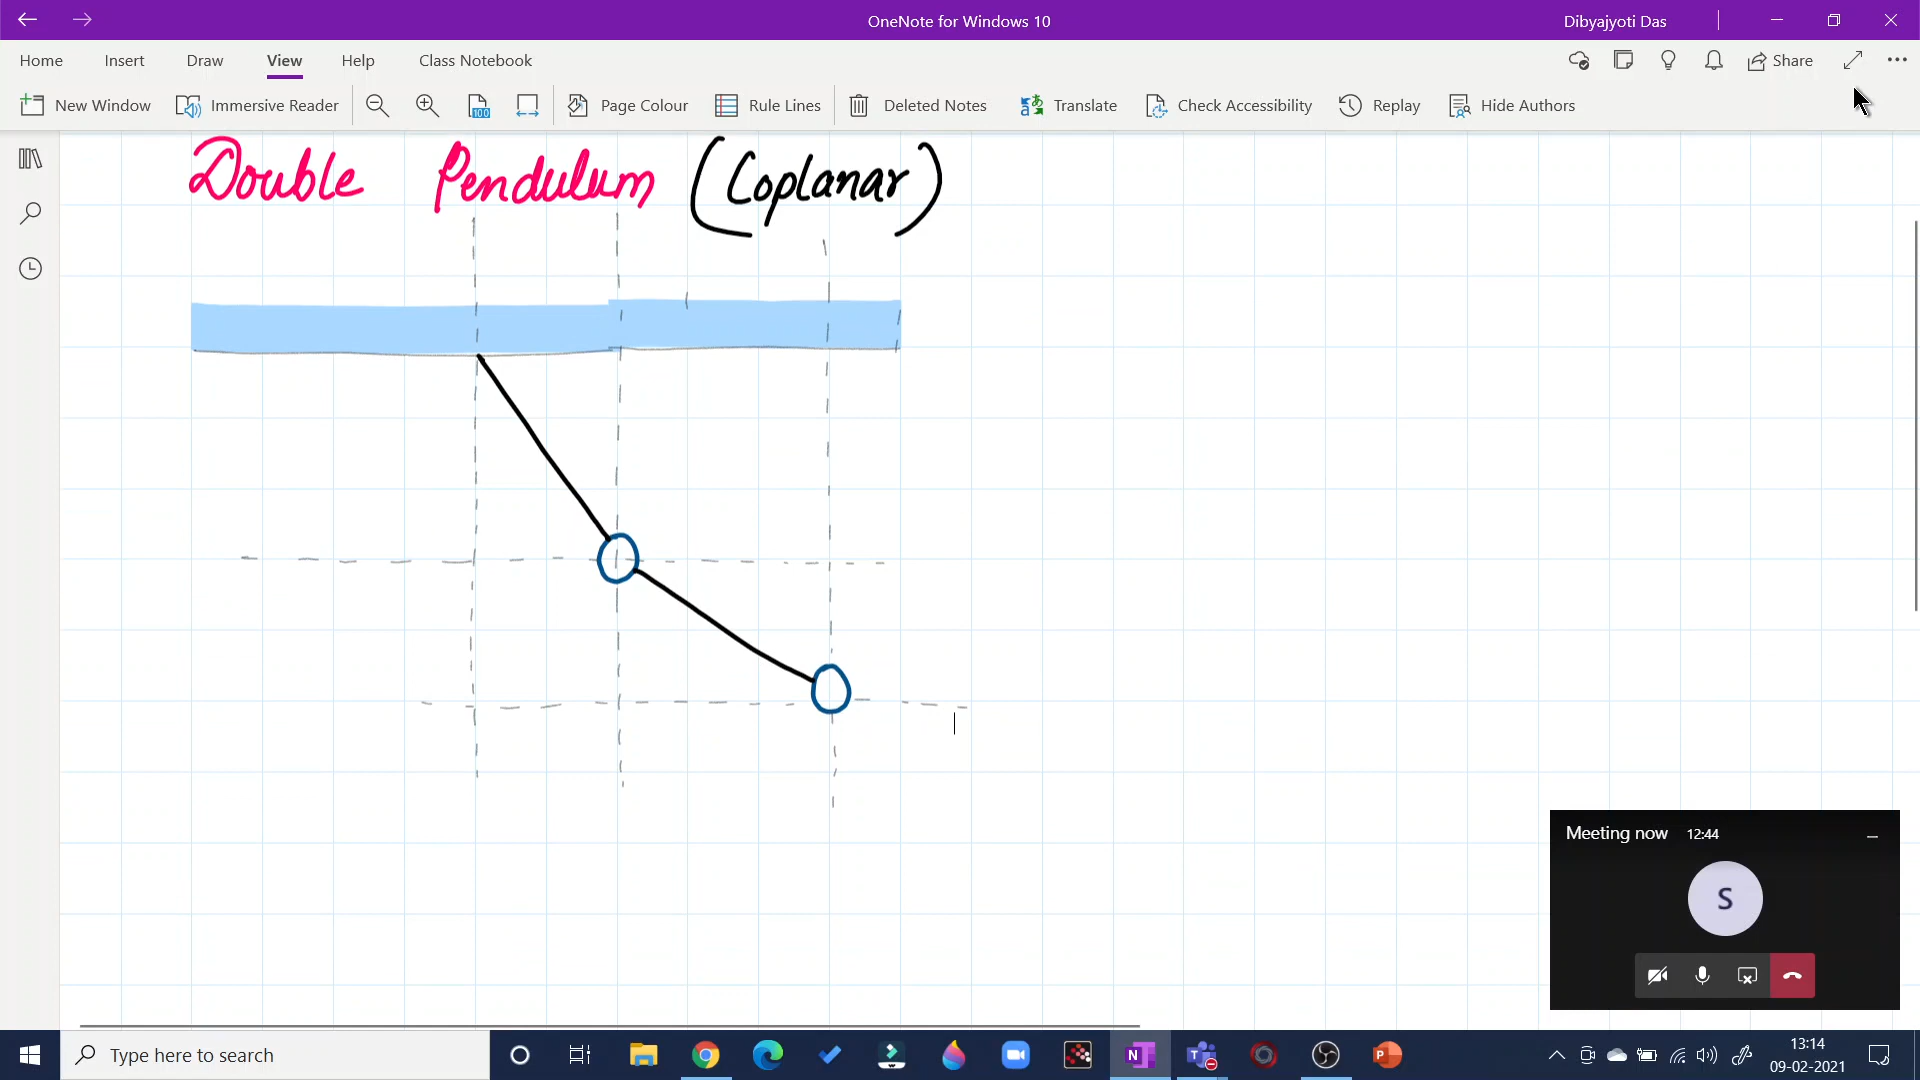 OneNote for Windows 10
Dibyajyoti Das
Home Insert Draw View Help Class Notebook Share
New Window Immersive Reader 100 Page Colour Rule Lines Deleted Notes Translate Check Accessibility Replay Hide Authors
Double Pendulum (Coplanar)
Meeting now 12:44
S
Type here to search
13:14
09-02-2021